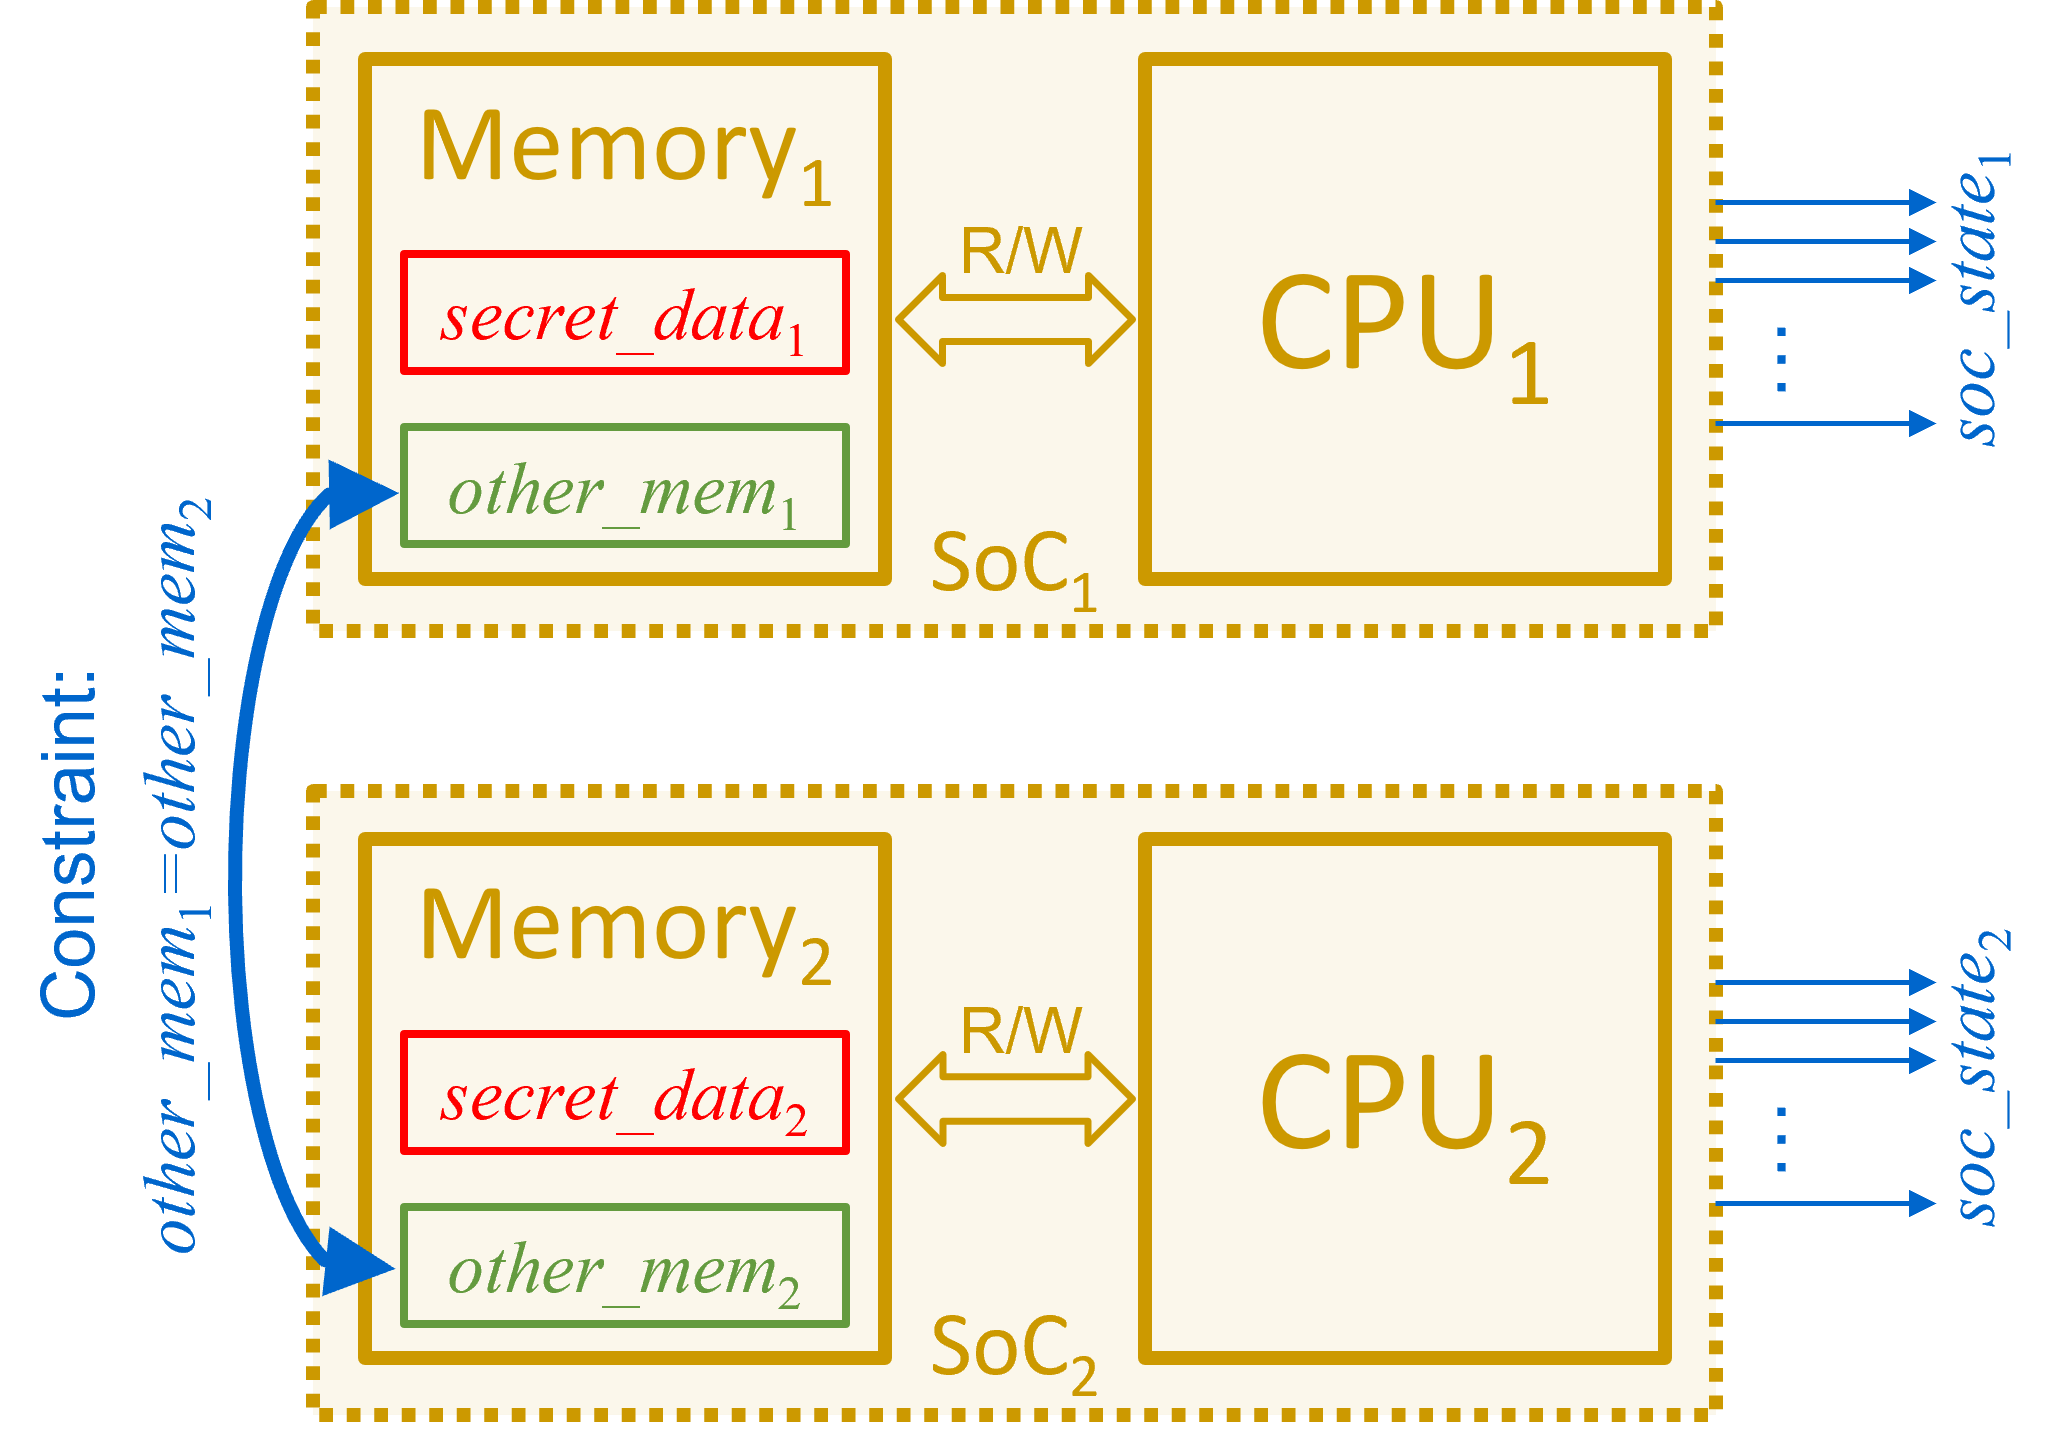 Memory₁
secret_data₁
other_mem₁
R/W
SoC₁
CPU₁
soc_state₁
⋮
Constraint:
other_mem₁=other_mem₂
Memory₂
secret_data₂
other_mem₂
R/W
SoC₂
CPU₂
soc_state₂
⋮